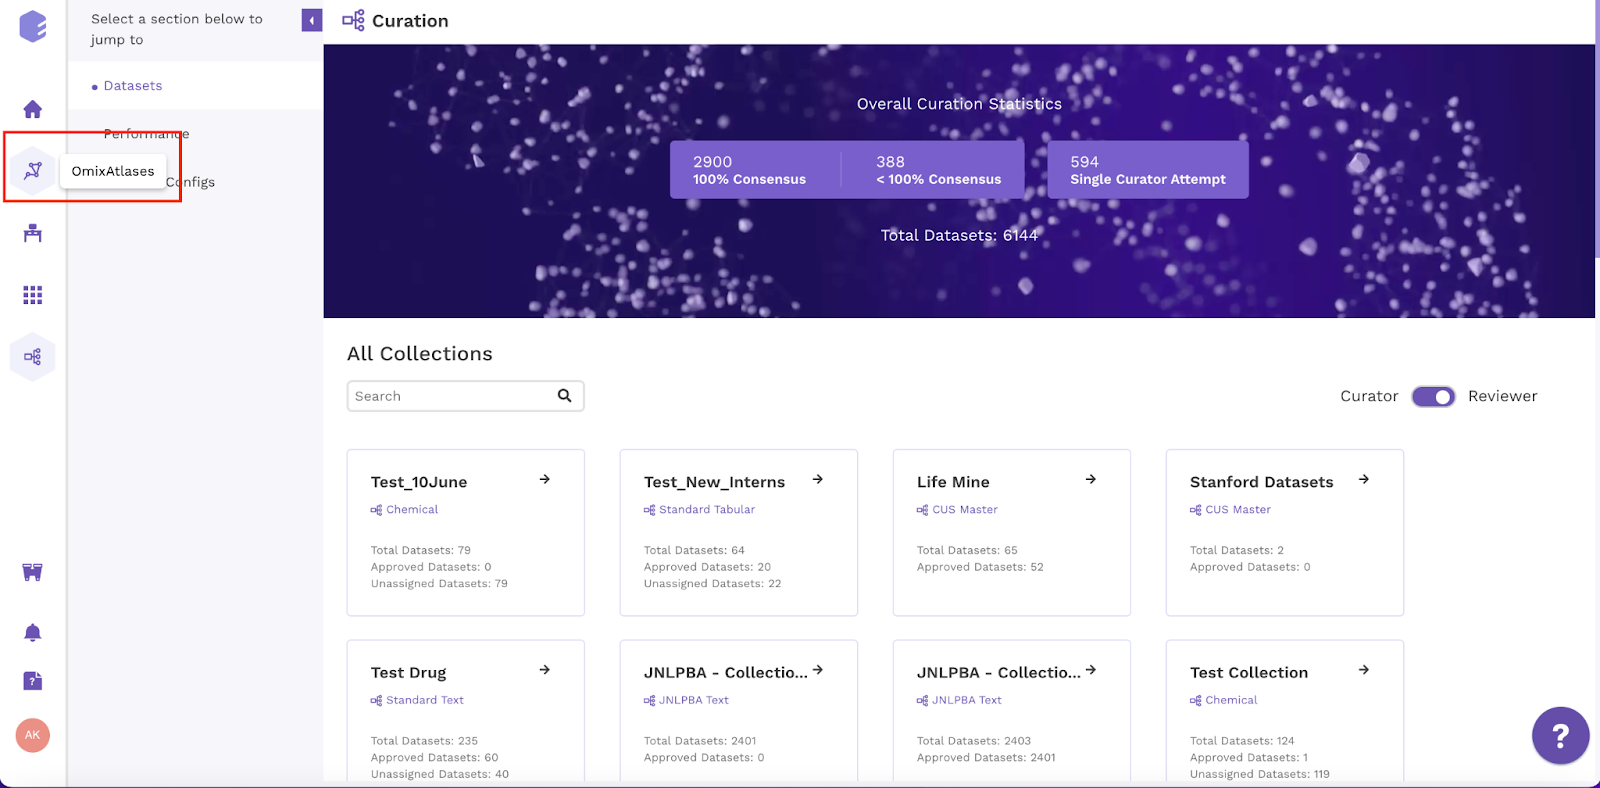 Select a section below to
jump to
Datasets
Performance
OmixAtlases
Configs
AK
Curation
Overall Curation Statistics
2900
100% Consensus
388
< 100% Consensus
594
Single Curator Attempt
Total Datasets: 6144
All Collections
Search
Curator
Reviewer
Test_10June
Chemical
Total Datasets: 79
Approved Datasets: 0
Unassigned Datasets: 79
Test_New_Interns
Standard Tabular
Total Datasets: 64
Approved Datasets: 20
Unassigned Datasets: 22
Life Mine
CUS Master
Total Datasets: 65
Approved Datasets: 52
Stanford Datasets
CUS Master
Total Datasets: 2
Approved Datasets: 0
Test Drug
Standard Text
Total Datasets: 235
Approved Datasets: 60
Unassigned Datasets: 40
JNLPBA - Collectio...
JNLPBA Text
Total Datasets: 2401
Approved Datasets: 0
JNLPBA - Collectio...
JNLPBA Text
Total Datasets: 2403
Approved Datasets: 2401
Test Collection
Chemical
Total Datasets: 124
Approved Datasets: 1
Unassigned Datasets: 119
?